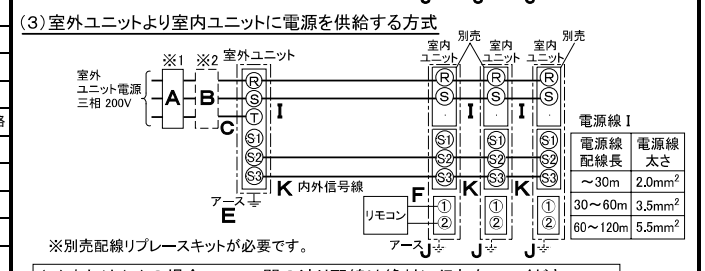 (3)室外ユニットより室内ユニットに電源を供給する方式
※1 ※2 室外ユニット
室内ユニット 別売 室内ユニット 室内ユニット 別売
室外
ユニット電源
三相 200V
A B C
R R R R
S S S S
T
I I I
S1 S1 S1 S1
S2 S2 S2 S2
S3 S3 S3 S3
K 内外信号線 K K
F
リモコン
① ① ①
② ② ②
アース
E
アース J J J
電源線 I
電源線配線長 電源線太さ
～30m 2.0mm²
30～60m 3.5mm²
60～120m 5.5mm²
※別売配線リプレースキットが必要です。